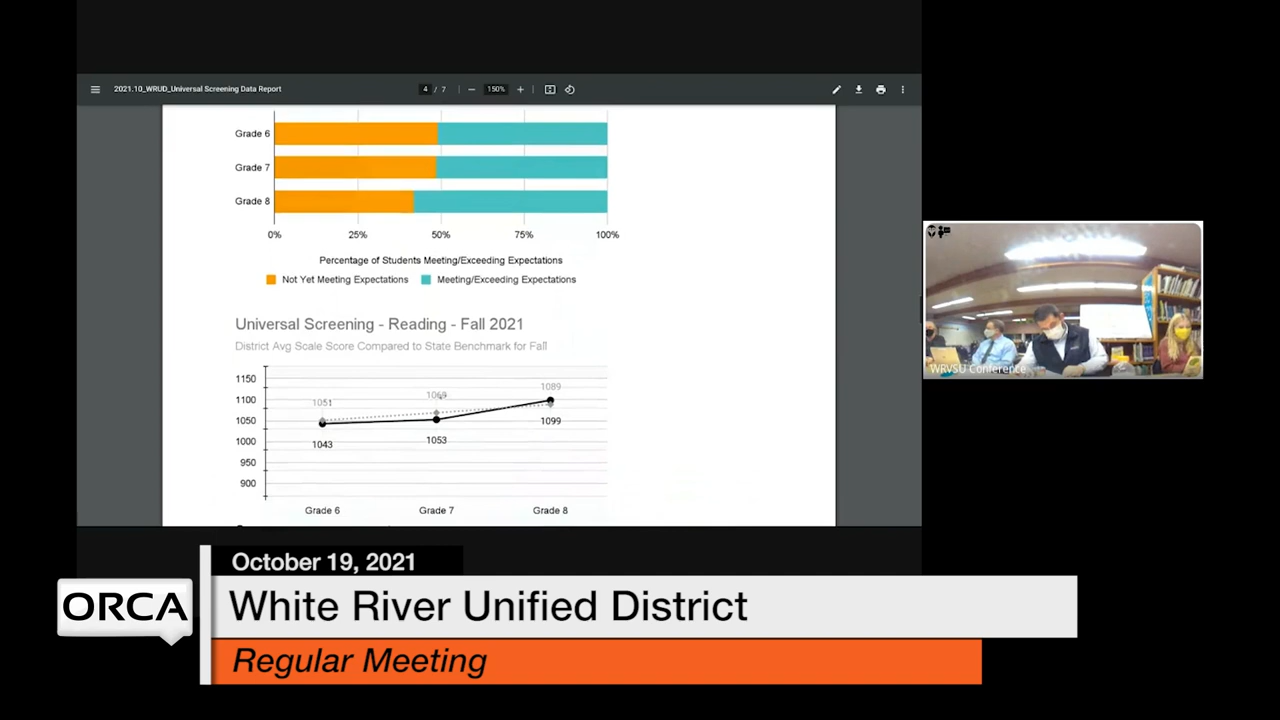 2021.10_WRUD_Universal Screening Data Report
4 / 7
150%
Grade 6
Grade 7
Grade 8
0% 25% 50% 75% 100%
Percentage of Students Meeting/Exceeding Expectations
Not Yet Meeting Expectations Meeting/Exceeding Expectations
Universal Screening - Reading - Fall 2021
District Avg Scale Score Compared to State Benchmark for Fall
1150
1100
1050
1000
950
900
1051 1069 1089
1043 1053 1099
Grade 6 Grade 7 Grade 8
WRVSU Conference
October 19, 2021
ORCA
White River Unified District
Regular Meeting